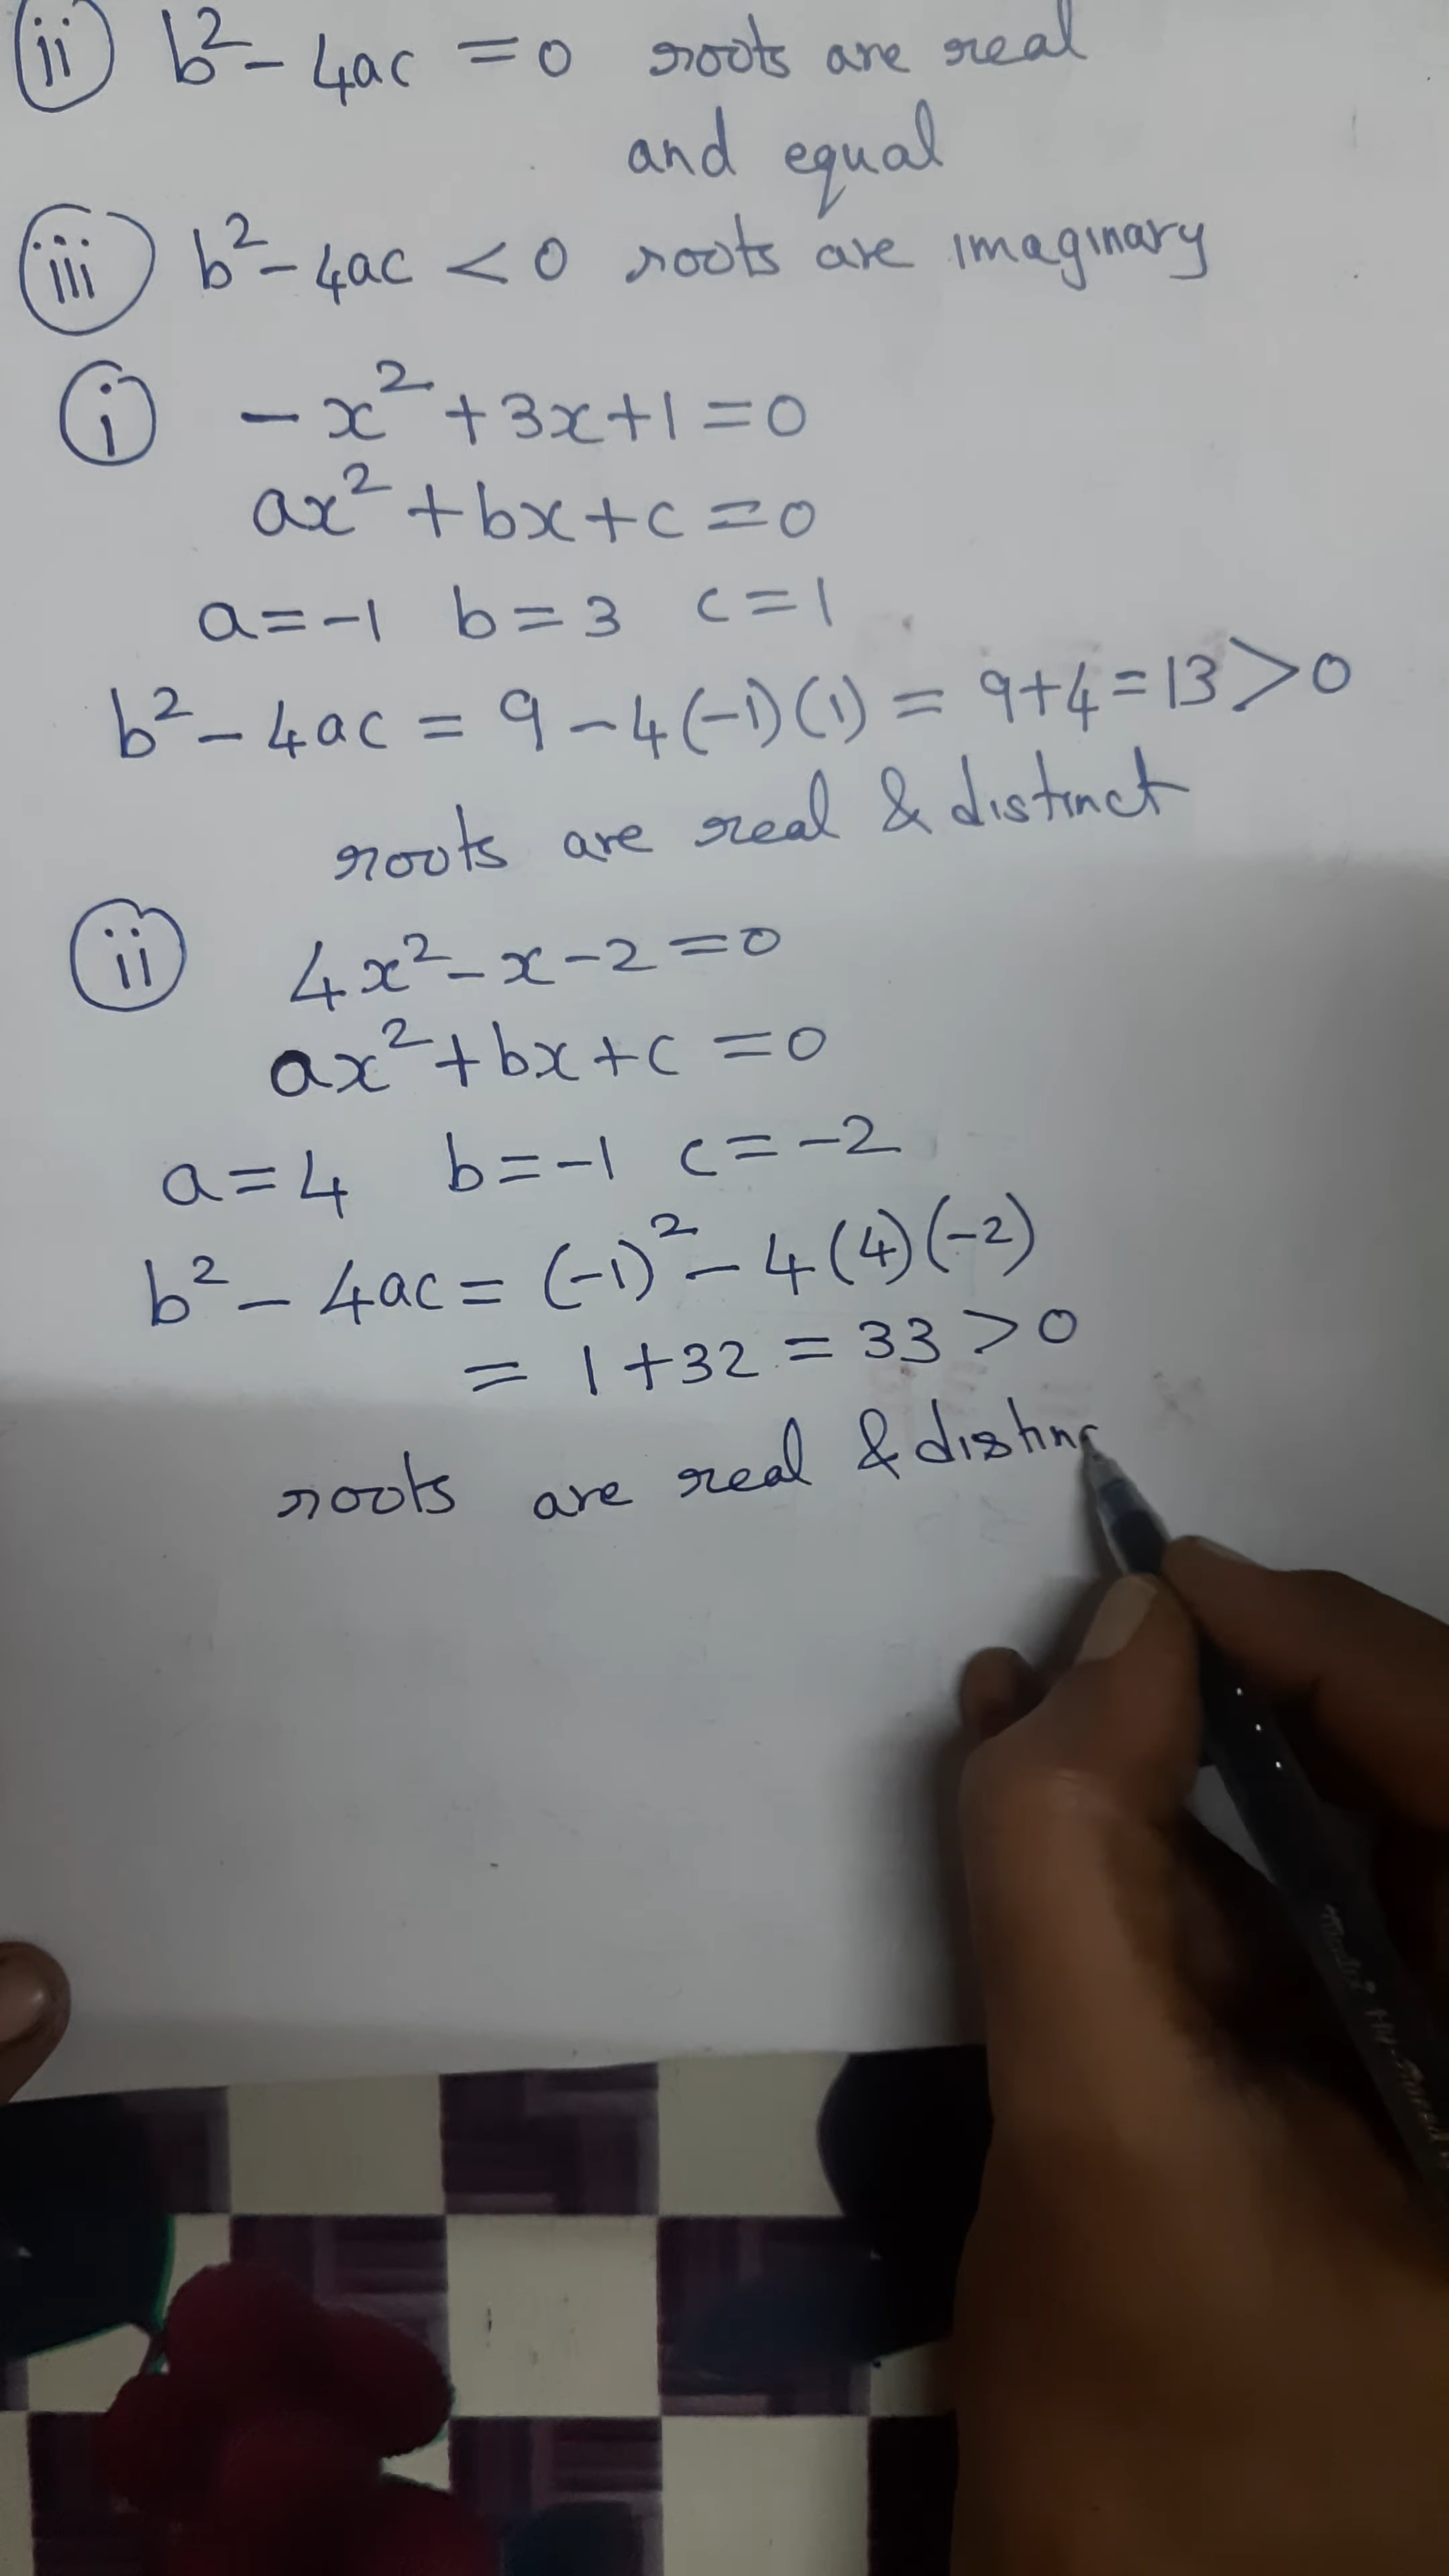 (ii) b² - 4ac = 0 roots are real
and equal
(iii) b² - 4ac < 0 roots are imaginary
(i) - x² + 3x + 1 = 0
ax² + bx + c = 0
a = -1 b = 3 c = 1
b² - 4ac = 9 - 4(-1)(1) = 9+4 = 13 > 0
roots are real & distinct
(ii) 4x² - x - 2 = 0
ax² + bx + c = 0
a = 4 b = -1 c = -2
b² - 4ac = (-1)² - 4(4)(-2)
= 1 + 32 = 33 > 0
roots are real & distinc